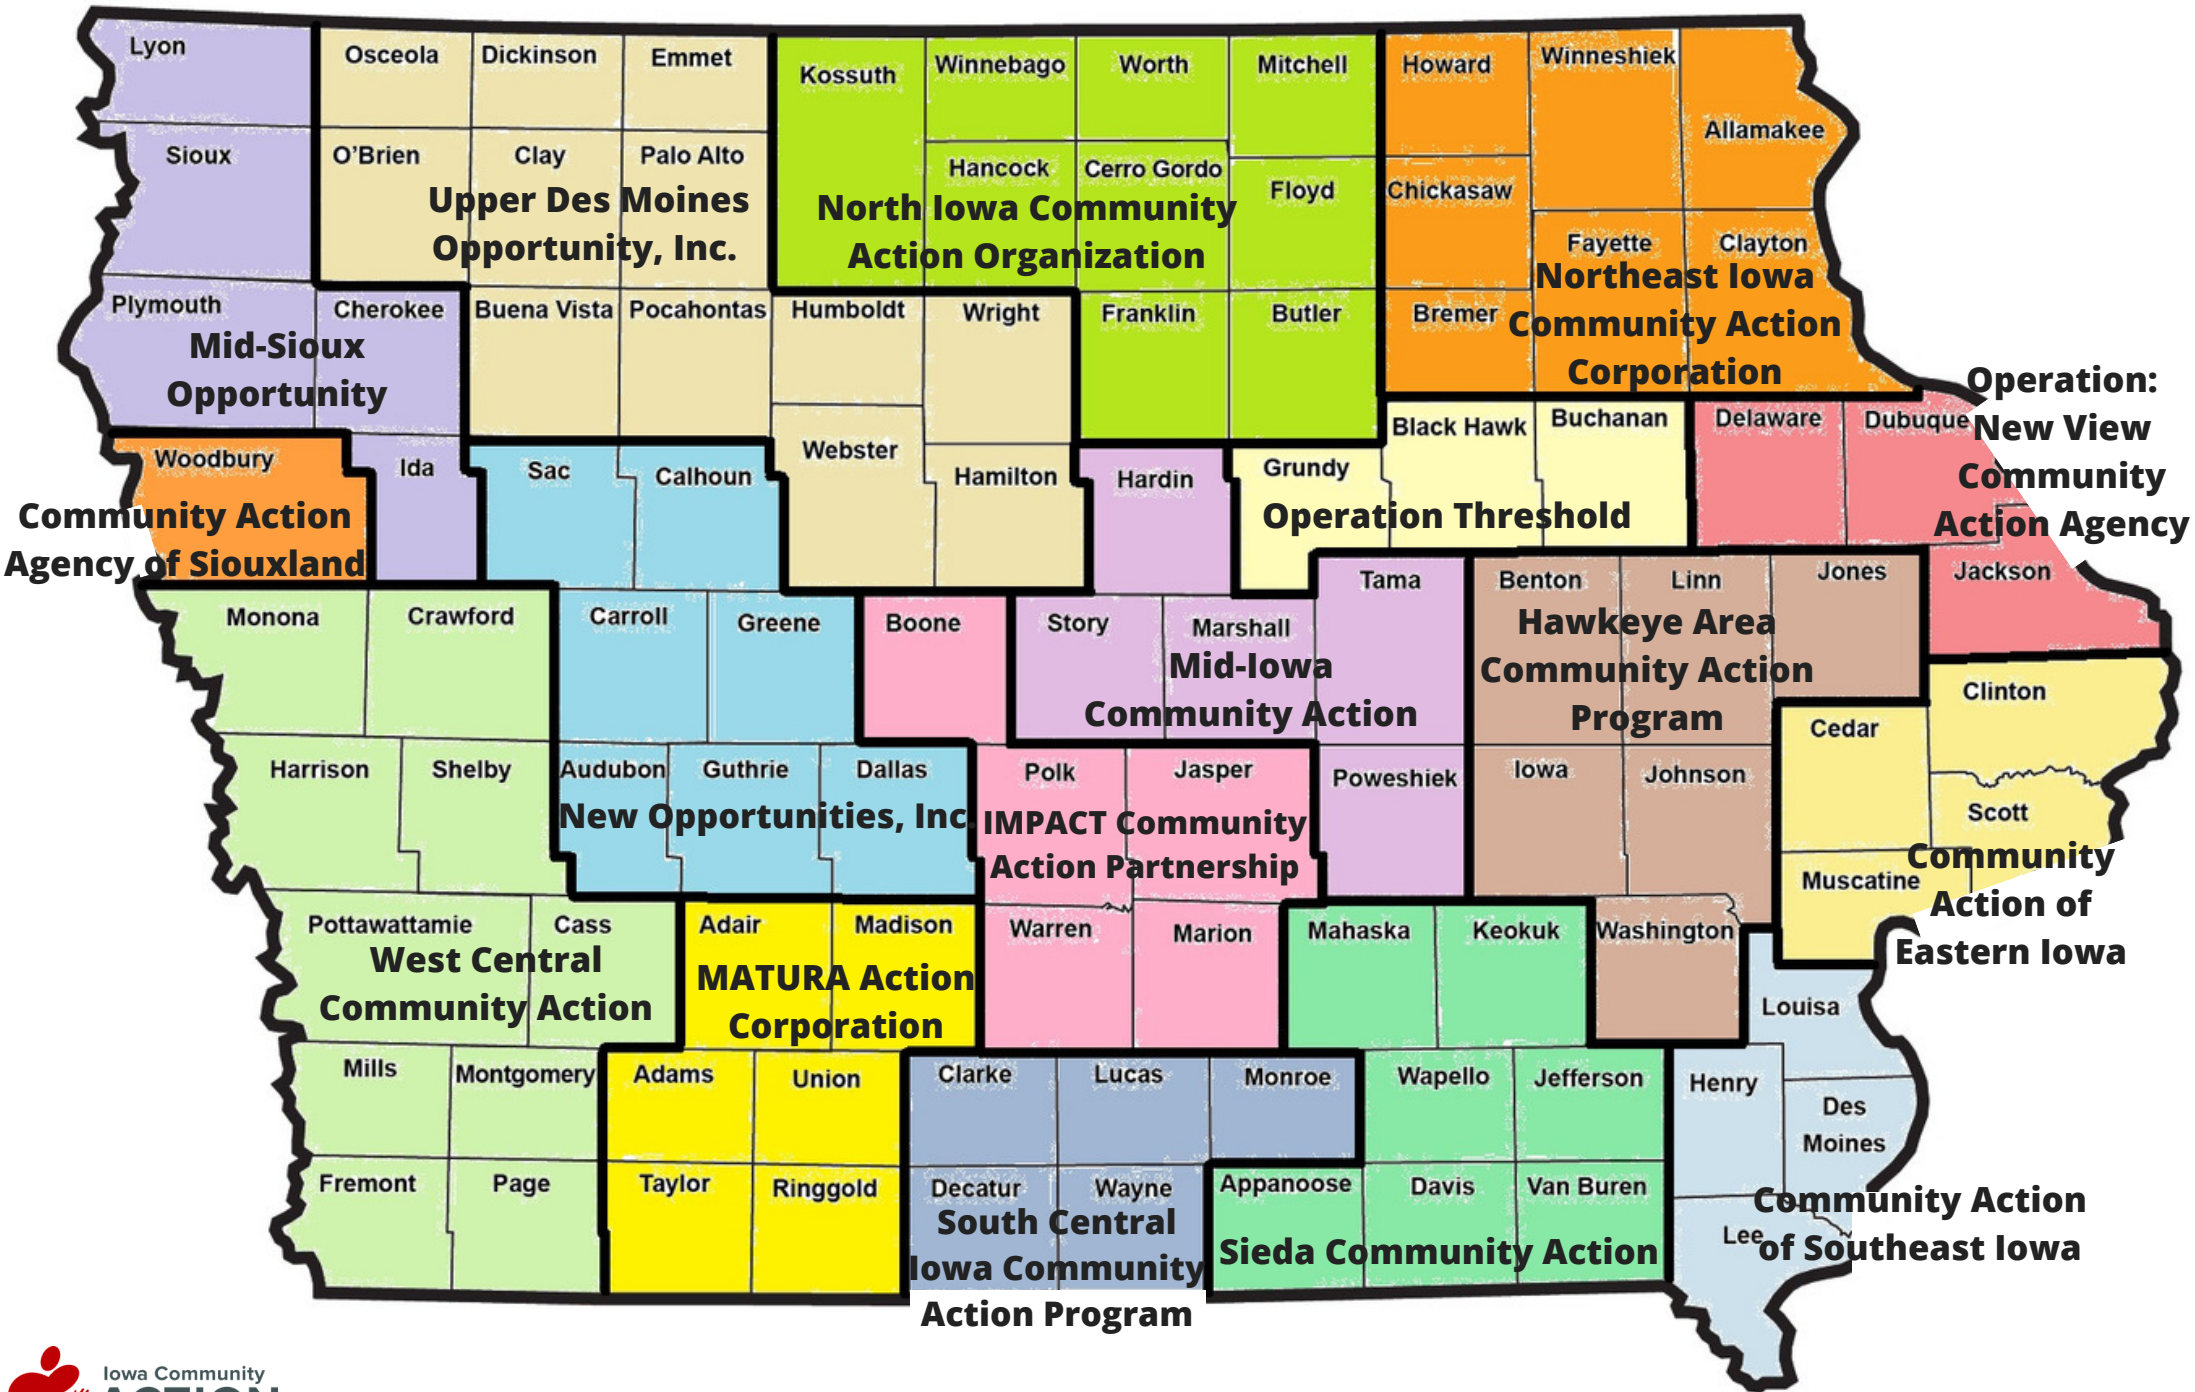 Lyon
Osceola
Dickinson
Emmet
Kossuth
Winnebago
Worth
Mitchell
Howard
Winneshiek
Allamakee
Sioux
O'Brien
Clay
Palo Alto
Hancock
Cerro Gordo
Floyd
Chickasaw
Upper Des Moines
Opportunity, Inc.
North Iowa Community
Action Organization
Fayette
Clayton
Northeast Iowa
Community Action
Corporation
Plymouth
Cherokee
Buena Vista
Pocahontas
Humboldt
Wright
Franklin
Butler
Bremer
Mid-Sioux
Opportunity
Operation:
New View
Community
Action Agency
Black Hawk
Buchanan
Delaware
Dubuque
Woodbury
Ida
Sac
Calhoun
Webster
Hamilton
Hardin
Grundy
Operation Threshold
Community Action
Agency of Siouxland
Monona
Crawford
Carroll
Greene
Boone
Story
Marshall
Tama
Benton
Linn
Jones
Jackson
Mid-Iowa
Community Action
Hawkeye Area
Community Action
Program
Clinton
Cedar
Harrison
Shelby
Audubon
Guthrie
Dallas
Polk
Jasper
Poweshiek
Iowa
Johnson
Scott
New Opportunities, Inc.
IMPACT Community
Action Partnership
Muscatine
Community
Action of
Eastern Iowa
Pottawattamie
Cass
Adair
Madison
Warren
Marion
Mahaska
Keokuk
Washington
West Central
Community Action
MATURA Action
Corporation
Louisa
Mills
Montgomery
Adams
Union
Clarke
Lucas
Monroe
Wapello
Jefferson
Henry
Des
Moines
Fremont
Page
Taylor
Ringgold
Decatur
Wayne
Appanoose
Davis
Van Buren
Lee
South Central
Iowa Community
Action Program
Sieda Community Action
Community Action
of Southeast Iowa
Iowa Community
ACTION